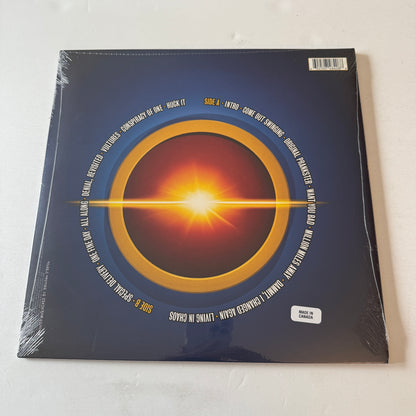 SIDE A · INTRO · COME OUT SWINGING · ORIGINAL PRANKSTER · WANT YOU BAD · MILLION MILES AWAY · DAMMIT, I CHANGED AGAIN · LIVING IN CHAOS
SIDE B · SPECIAL DELIVERY · ONE FINE DAY · ALL ALONG · DENIAL, REVISITED · VULTURES · CONSPIRACY OF ONE · HUCK IT
MADE IN
CANADA